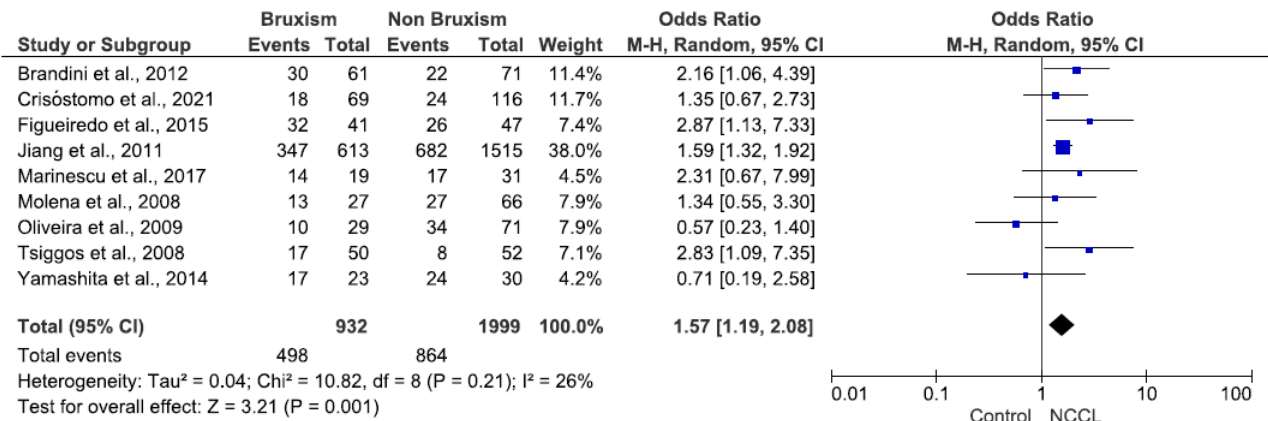 Bruxism Non Bruxism Odds Ratio Odds Ratio
Study or Subgroup Events Total Events Total Weight M-H, Random, 95% CI M-H, Random, 95% CI
Brandini et al., 2012 30 61 22 71 11.4% 2.16 [1.06, 4.39]
Crisóstomo et al., 2021 18 69 24 116 11.7% 1.35 [0.67, 2.73]
Figueiredo et al., 2015 32 41 26 47 7.4% 2.87 [1.13, 7.33]
Jiang et al., 2011 347 613 682 1515 38.0% 1.59 [1.32, 1.92]
Marinescu et al., 2017 14 19 17 31 4.5% 2.31 [0.67, 7.99]
Molena et al., 2008 13 27 27 66 7.9% 1.34 [0.55, 3.30]
Oliveira et al., 2009 10 29 34 71 7.9% 0.57 [0.23, 1.40]
Tsiggos et al., 2008 17 50 8 52 7.1% 2.83 [1.09, 7.35]
Yamashita et al., 2014 17 23 24 30 4.2% 0.71 [0.19, 2.58]
Total (95% CI) 932 1999 100.0% 1.57 [1.19, 2.08]
Total events 498 864
Heterogeneity: Tau² = 0.04; Chi² = 10.82, df = 8 (P = 0.21); I² = 26%
Test for overall effect: Z = 3.21 (P = 0.001)
0.01 0.1 1 10 100
Control NCCL